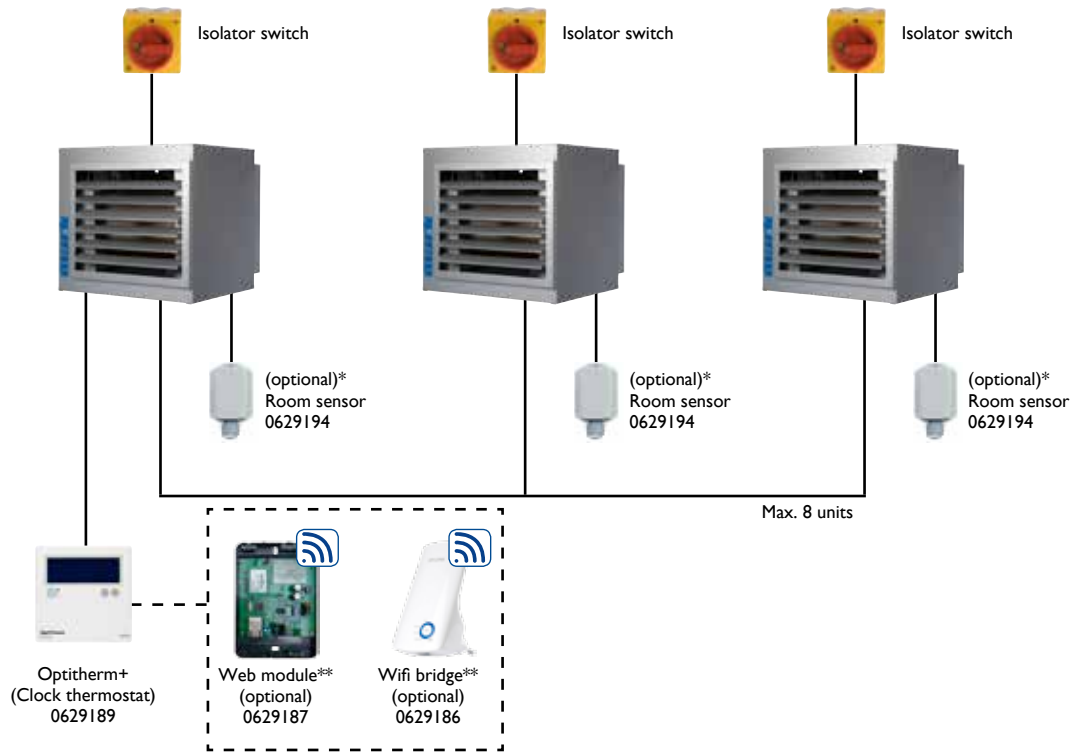 Isolator switch
Isolator switch
Isolator switch
(optional)*
Room sensor
0629194
(optional)*
Room sensor
0629194
(optional)*
Room sensor
0629194
Max. 8 units
Optitherm+
(Clock thermostat)
0629189
Web module**
(optional)
0629187
Wifi bridge**
(optional)
0629186